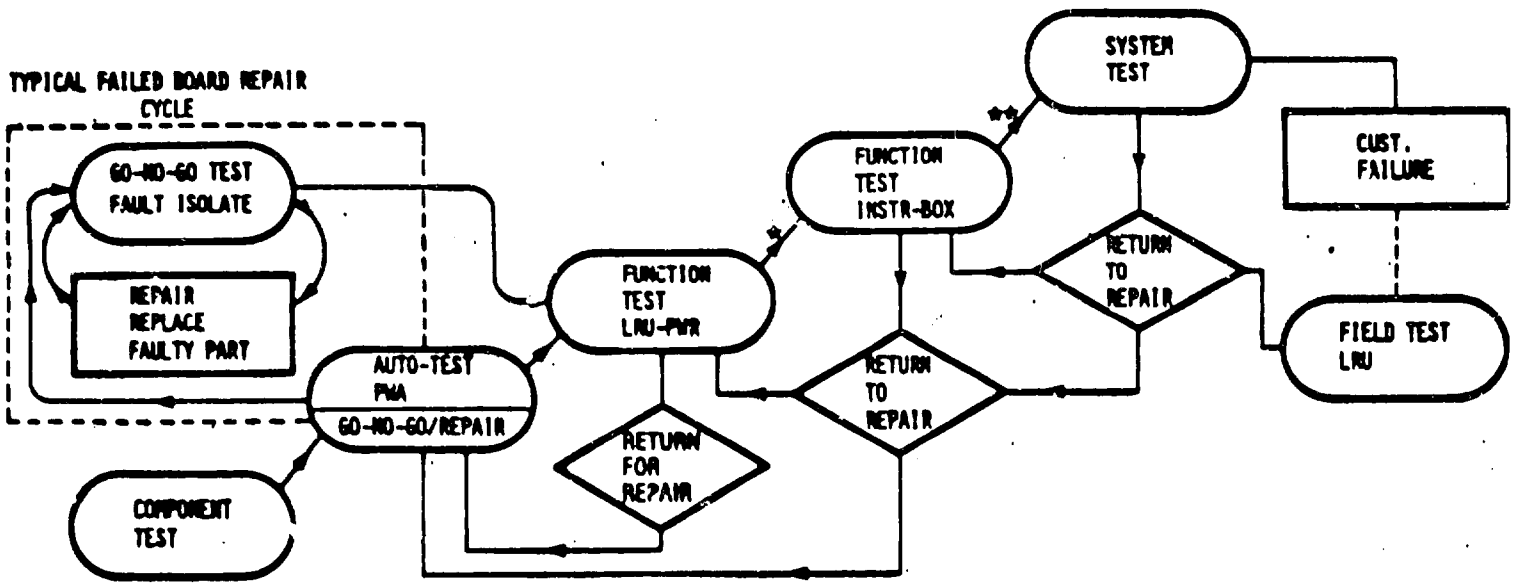 TYPICAL FAILED BOARD REPAIR
CYCLE
GO-NO-GO TEST
FAULT ISOLATE
REPAIR
REPLACE
FAULTY PART
AUTO-TEST
PWA
GO-NO-GO/REPAIR
COMPONENT
TEST
FUNCTION
TEST
LRU-PWR
RETURN
FOR
REPAIR
*
FUNCTION
TEST
INSTR-BOX
RETURN
TO
REPAIR
**
SYSTEM
TEST
RETURN
TO
REPAIR
CUST.
FAILURE
FIELD TEST
LRU